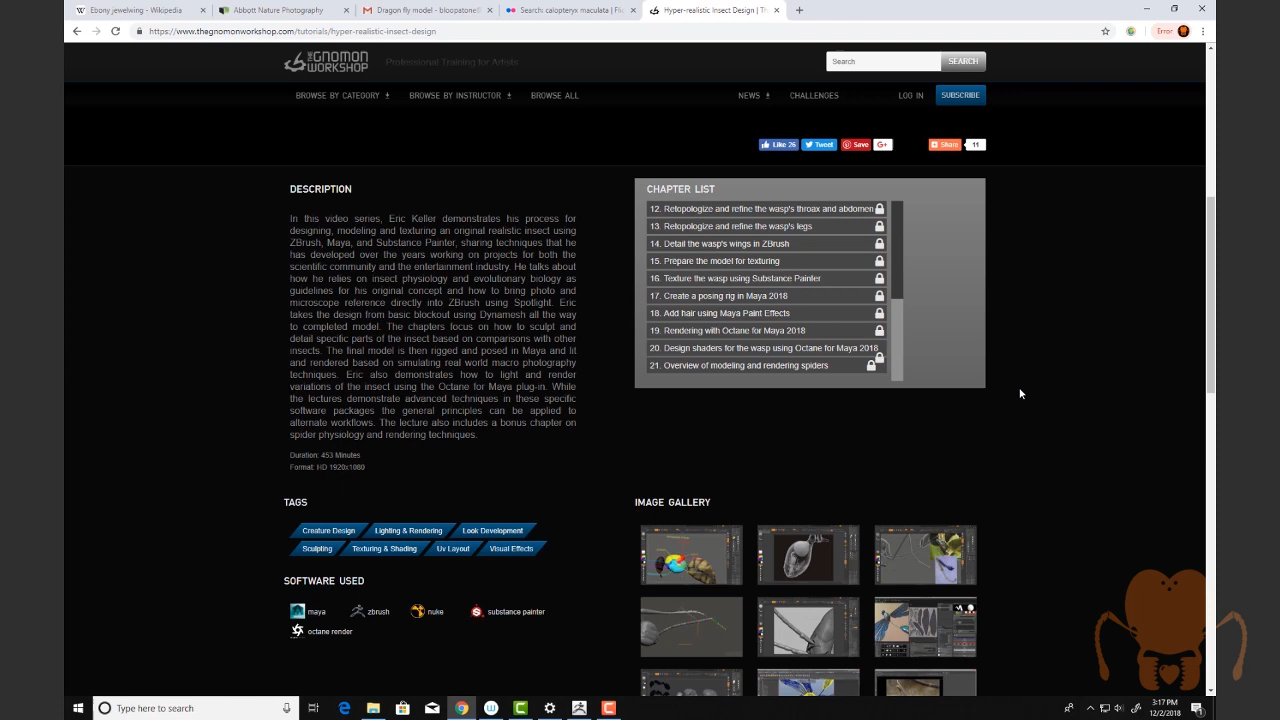 Ebony jewelwing - Wikipedia
Abbott Nature Photography
Dragon fly model - bloopatone@
Search: calopteryx maculata | Flic
Hyper-realistic Insect Design | Th
https://www.thegnomonworkshop.com/tutorials/hyper-realistic-insect-design
Error
THE GNOMON WORKSHOP
Professional Training for Artists
Search
SEARCH
BROWSE BY CATEGORY
BROWSE BY INSTRUCTOR
BROWSE ALL
NEWS
CHALLENGES
LOG IN
SUBSCRIBE
Like 26
Tweet
Save
G+
Share
11
DESCRIPTION
In this video series, Eric Keller demonstrates his process for
designing, modeling and texturing an original realistic insect using
ZBrush, Maya, and Substance Painter, sharing techniques that he
has developed over the years working on projects for both the
scientific community and the entertainment industry. He talks about
how he relies on insect physiology and evolutionary biology as
guidelines for his original concept and how to bring photo and
microscope reference directly into ZBrush using Spotlight. Eric
takes the design from basic blockout using Dynamesh all the way
to completed model. The chapters focus on how to sculpt and
detail specific parts of the insect based on comparisons with other
insects. The final model is then rigged and posed in Maya and lit
and rendered based on simulating real world macro photography
techniques. Eric also demonstrates how to light and render
variations of the insect using the Octane for Maya plug-in. While
the lectures demonstrate advanced techniques in these specific
software packages the general principles can be applied to
alternate workflows. The lecture also includes a bonus chapter on
spider physiology and rendering techniques.
Duration: 453 Minutes
Format: HD 1920x1080
CHAPTER LIST
12. Retopologize and refine the wasp's throax and abdomen
13. Retopologize and refine the wasp's legs
14. Detail the wasp's wings in ZBrush
15. Prepare the model for texturing
16. Texture the wasp using Substance Painter
17. Create a posing rig in Maya 2018
18. Add hair using Maya Paint Effects
19. Rendering with Octane for Maya 2018
20. Design shaders for the wasp using Octane for Maya 2018
21. Overview of modeling and rendering spiders
TAGS
Creature Design
Lighting & Rendering
Look Development
Sculpting
Texturing & Shading
Uv Layout
Visual Effects
SOFTWARE USED
maya
zbrush
nuke
substance painter
octane render
IMAGE GALLERY
Type here to search
3:17 PM
12/2/2018